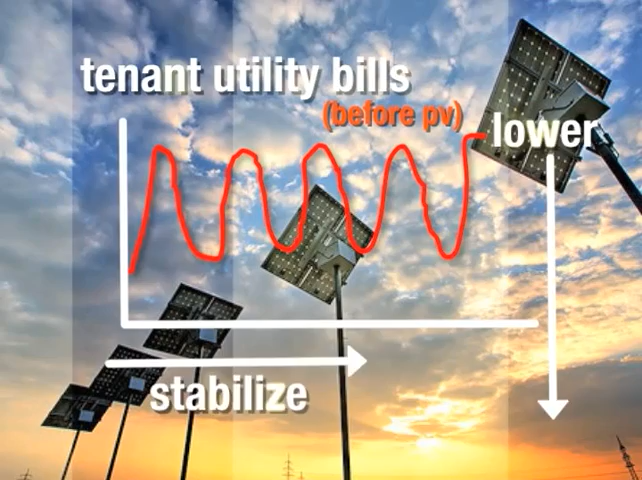 tenant utility bills
(before pv)
lower
stabilize